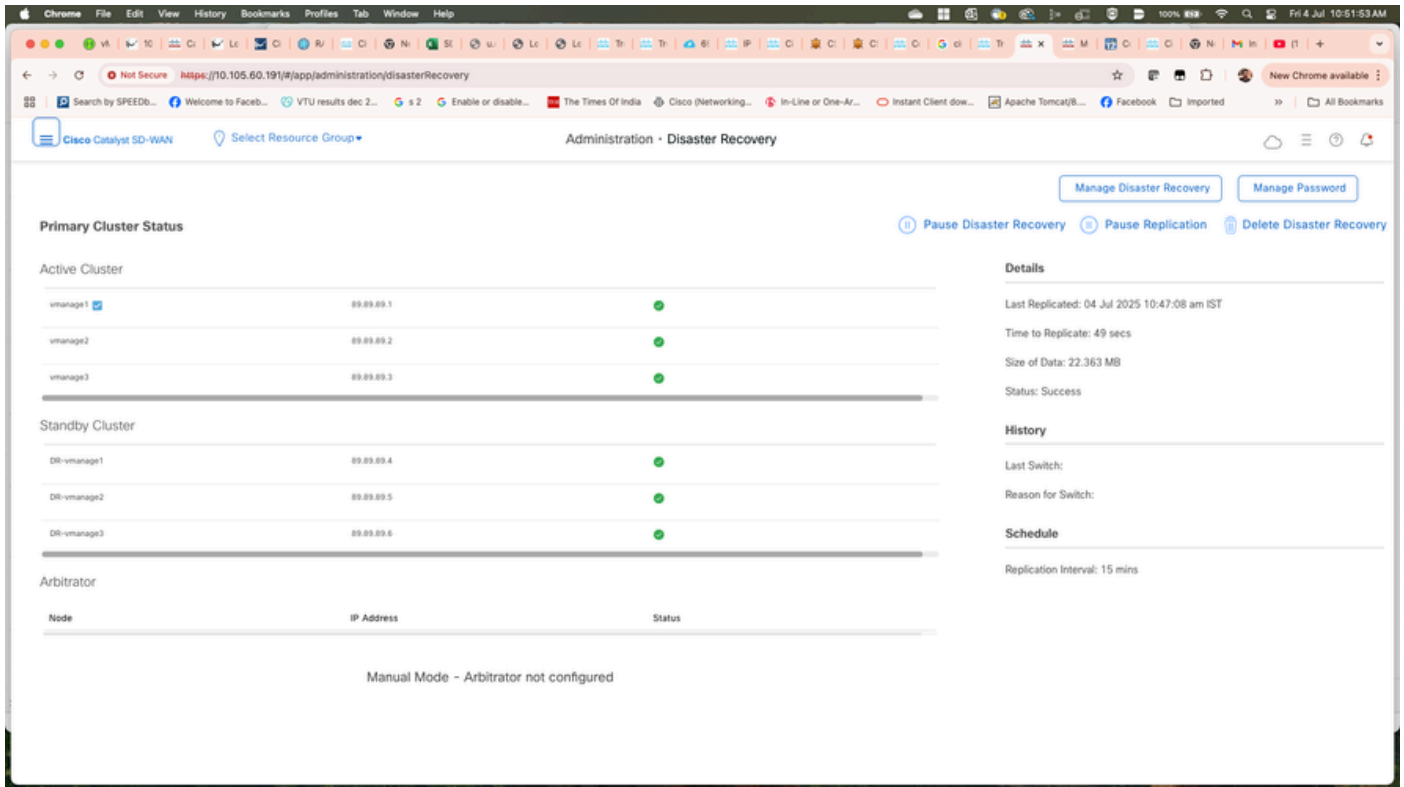 Chrome File Edit View History Bookmarks Profiles Tab Window Help 100% Fri 4 Jul 10:51:53 AM
Not Secure https://10.105.60.191/#/app/administration/disasterRecovery New Chrome available
Search by SPEEDb... Welcome to Faceb... VTU results dec 2... s 2 Enable or disable... The Times Of India Cisco (Networking... In-Line or One-Ar... Instant Client dow... Apache Tomcat/8.... Facebook Imported » All Bookmarks
Cisco Catalyst SD-WAN Select Resource Group Administration · Disaster Recovery
Manage Disaster Recovery Manage Password
Primary Cluster Status Pause Disaster Recovery Pause Replication Delete Disaster Recovery
Active Cluster
vmanage1 89.89.89.1
vmanage2 89.89.89.2
vmanage3 89.89.89.3
Standby Cluster
DR-vmanage1 89.89.89.4
DR-vmanage2 89.89.89.5
DR-vmanage3 89.89.89.6
Arbitrator
Node IP Address Status
Manual Mode - Arbitrator not configured
Details
Last Replicated: 04 Jul 2025 10:47:08 am IST
Time to Replicate: 49 secs
Size of Data: 22.363 MB
Status: Success
History
Last Switch:
Reason for Switch:
Schedule
Replication Interval: 15 mins